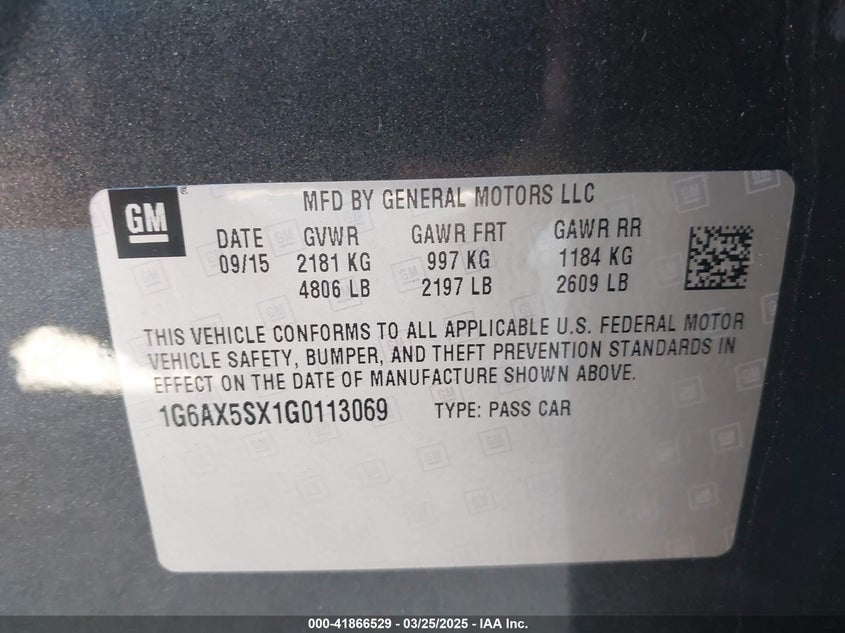 MFD BY GENERAL MOTORS LLC
GM
DATE GVWR GAWR FRT GAWR RR
09/15 2181 KG 997 KG 1184 KG
4806 LB 2197 LB 2609 LB
THIS VEHICLE CONFORMS TO ALL APPLICABLE U.S. FEDERAL MOTOR
VEHICLE SAFETY, BUMPER, AND THEFT PREVENTION STANDARDS IN
EFFECT ON THE DATE OF MANUFACTURE SHOWN ABOVE.
1G6AX5SX1G0113069 TYPE: PASS CAR
000-41866529 - 03/25/2025 - IAA Inc.